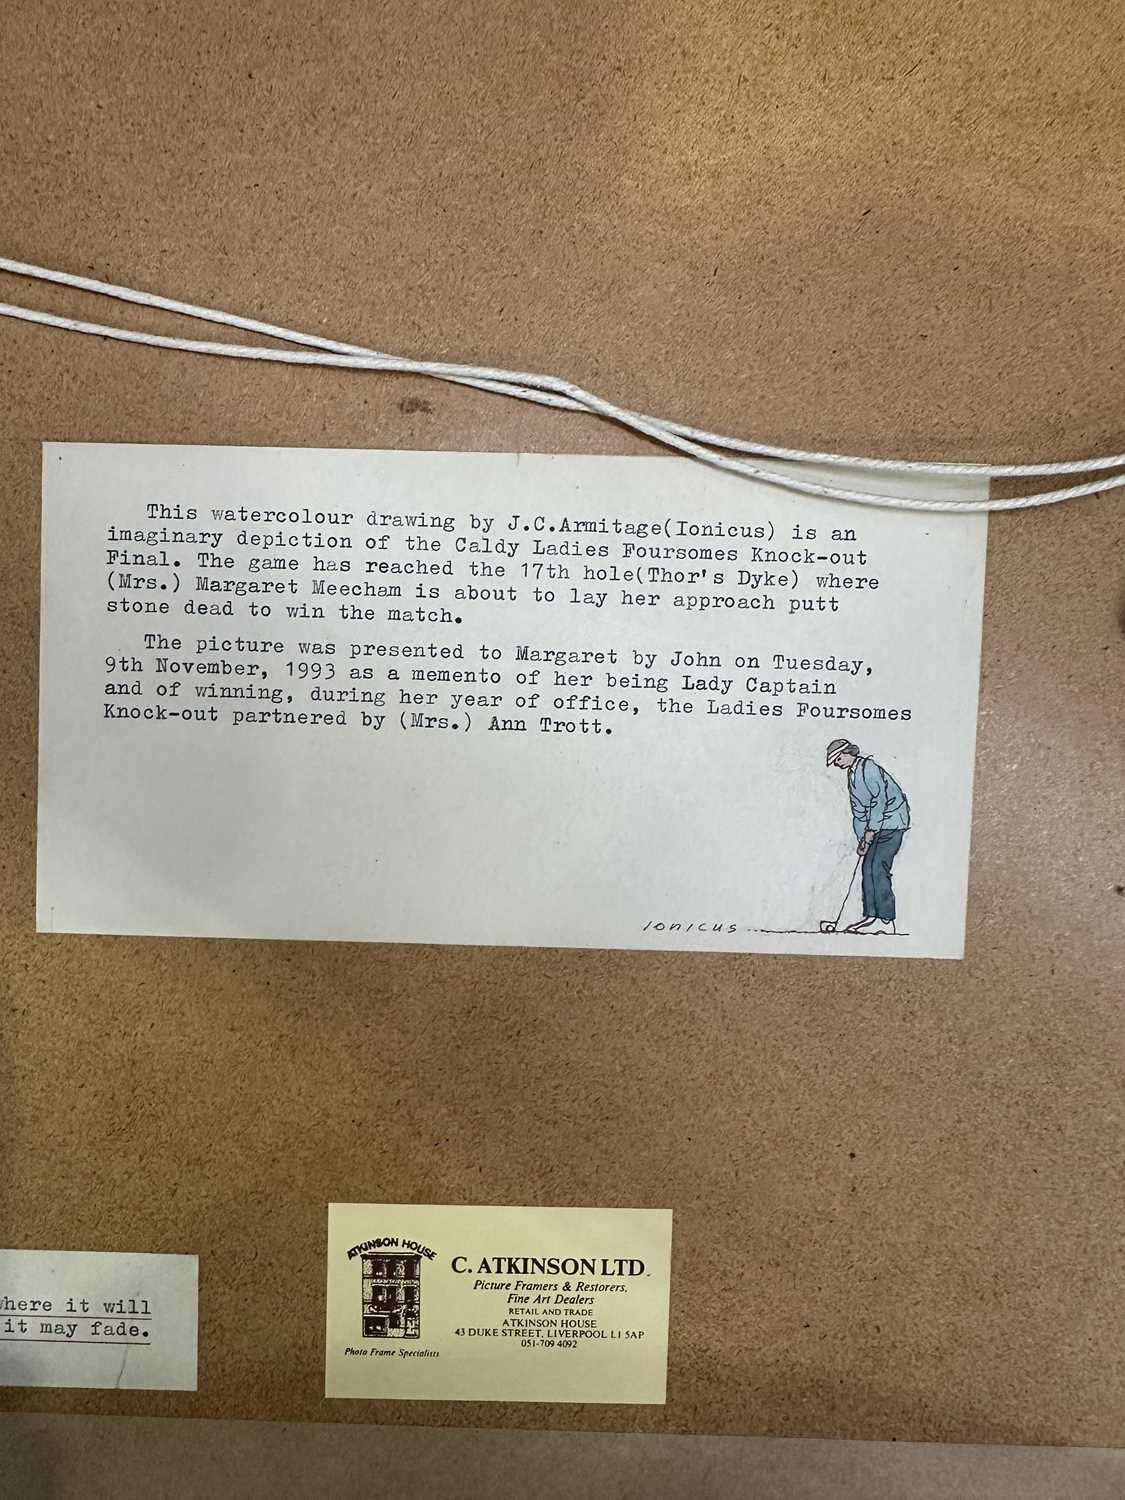 This watercolour drawing by J.C.Armitage(Ionicus) is an
imaginary depiction of the Caldy Ladies Foursomes Knock-out
Final. The game has reached the 17th hole(Thor's Dyke) where
(Mrs.) Margaret Meecham is about to lay her approach putt
stone dead to win the match.
The picture was presented to Margaret by John on Tuesday,
9th November, 1993 as a memento of her being Lady Captain
and of winning, during her year of office, the Ladies Foursomes
Knock-out partnered by (Mrs.) Ann Trott.
Ionicus...
where it will
it may fade.
ATKINSON HOUSE
Photo Frame Specialists
C. ATKINSON LTD.
Picture Framers & Restorers,
Fine Art Dealers
RETAIL AND TRADE
ATKINSON HOUSE
43 DUKE STREET, LIVERPOOL L1 5AP
051-709 4092